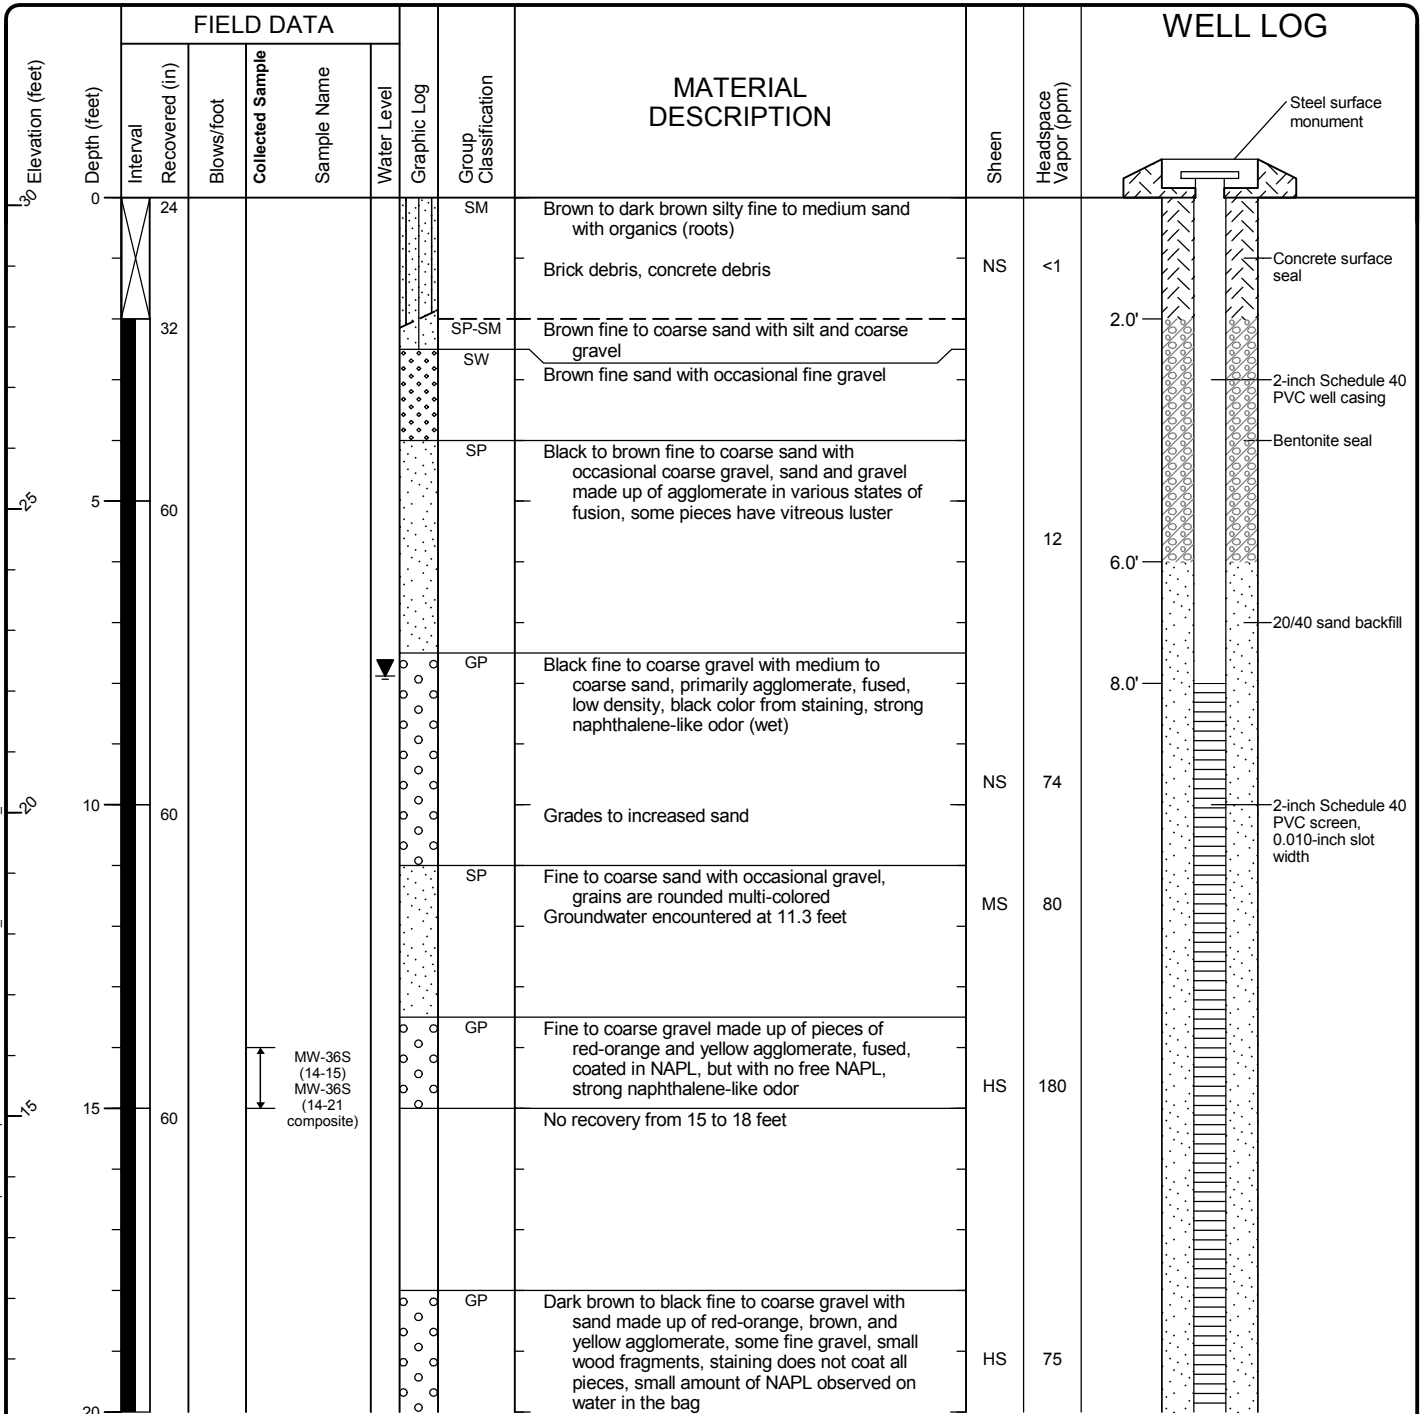 FIELD DATA
WELL LOG
Elevation (feet)
Depth (feet)
Interval
Recovered (in)
Blows/foot
Collected Sample
Sample Name
Water Level
Graphic Log
Group
Classification
MATERIAL
DESCRIPTION
Sheen
Headspace
Vapor (ppm)
Steel surface
monument
30
0
24
SM
Brown to dark brown silty fine to medium sand
with organics (roots)
Brick debris, concrete debris
NS
<1
Concrete surface
seal
32
SP-SM
Brown fine to coarse sand with silt and coarse
gravel
2.0'
SW
Brown fine sand with occasional fine gravel
2-inch Schedule 40
PVC well casing
Bentonite seal
SP
Black to brown fine to coarse sand with
occasional coarse gravel, sand and gravel
made up of agglomerate in various states of
fusion, some pieces have vitreous luster
25
5
60
12
6.0'
20/40 sand backfill
GP
Black fine to coarse gravel with medium to
coarse sand, primarily agglomerate, fused,
low density, black color from staining, strong
naphthalene-like odor (wet)
8.0'
NS
74
20
10
60
Grades to increased sand
2-inch Schedule 40
PVC screen,
0.010-inch slot
width
SP
Fine to coarse sand with occasional gravel,
grains are rounded multi-colored
Groundwater encountered at 11.3 feet
MS
80
GP
Fine to coarse gravel made up of pieces of
red-orange and yellow agglomerate, fused,
coated in NAPL, but with no free NAPL,
strong naphthalene-like odor
MW-36S
(14-15)
MW-36S
(14-21
composite)
HS
180
15
15
60
No recovery from 15 to 18 feet
GP
Dark brown to black fine to coarse gravel with
sand made up of red-orange, brown, and
yellow agglomerate, some fine gravel, small
wood fragments, staining does not coat all
pieces, small amount of NAPL observed on
water in the bag
HS
75
20